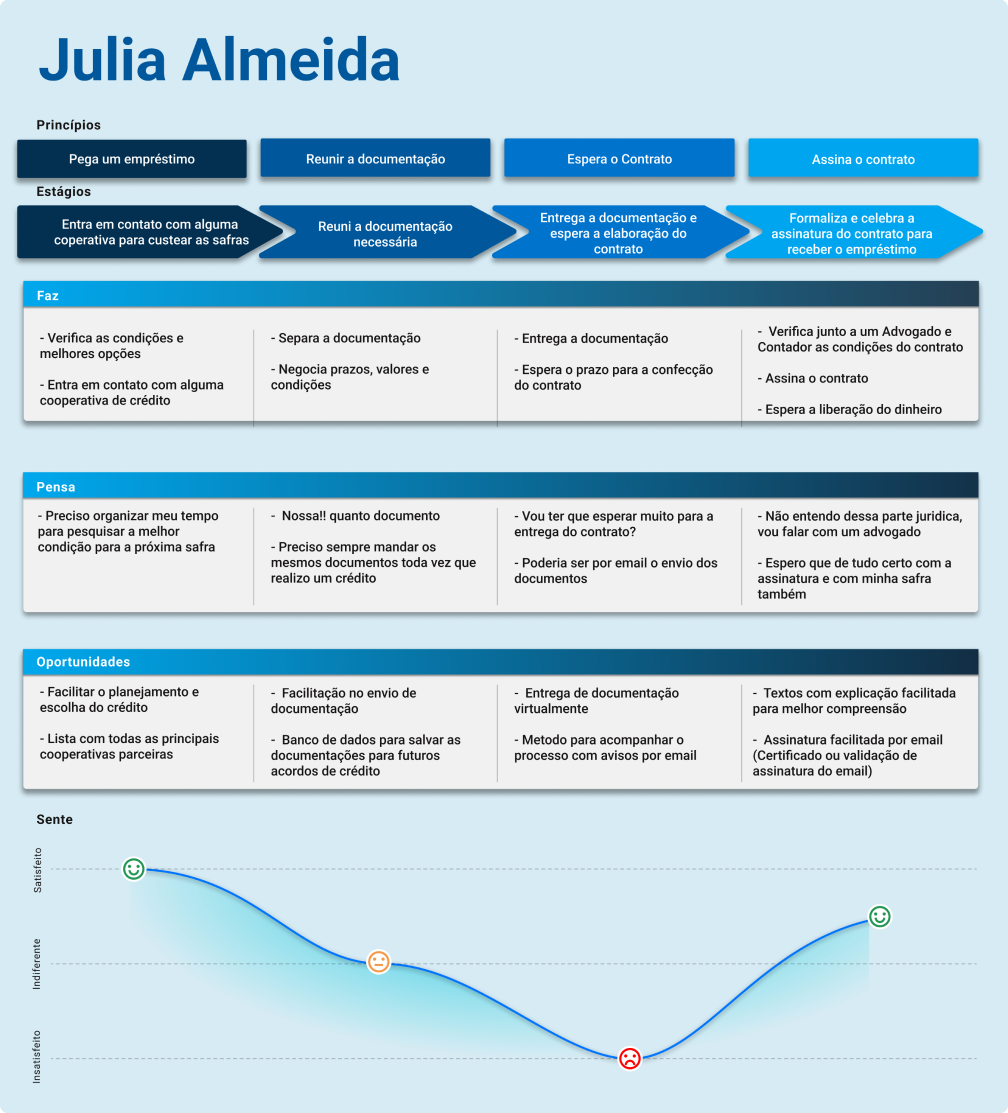 Julia Almeida
Princípios
Pega um empréstimo
Reunir a documentação
Espera o Contrato
Assina o contrato
Estágios
Entra em contato com alguma
coperativa para custear as safras
Reuni a documentação
necessária
Entrega a documentação e
espera a elaboração do
contrato
Formaliza e celebra a
assinatura do contrato para
receber o empréstimo
Faz
- Verifica as condições e
melhores opções
- Entra em contato com alguma
cooperativa de crédito
- Separa a documentação
- Negocia prazos, valores e
condições
- Entrega a documentação
- Espera o prazo para a confecção
do contrato
- Verifica junto a um Advogado e
Contador as condições do contrato
- Assina o contrato
- Espera a liberação do dinheiro
Pensa
- Preciso organizar meu tempo
para pesquisar a melhor
condição para a próxima safra
- Nossa!! quanto documento
- Preciso sempre mandar os
mesmos documentos toda vez que
realizo um crédito
- Vou ter que esperar muito para a
entrega do contrato?
- Poderia ser por email o envio dos
documentos
- Não entendo dessa parte juridica,
vou falar com um advogado
- Espero que de tudo certo com a
assinatura e com minha safra
também
Oportunidades
- Facilitar o planejamento e
escolha do crédito
- Lista com todas as principais
cooperativas parceiras
- Facilitação no envio de
documentação
- Banco de dados para salvar as
documentações para futuros
acordos de crédito
- Entrega de documentação
virtualmente
- Metodo para acompanhar o
processo com avisos por email
- Textos com explicação facilitada
para melhor compreensão
- Assinatura facilitada por email
(Certificado ou validação de
assinatura do email)
Sente
Satisfeito
Indiferente
Insatisfeito